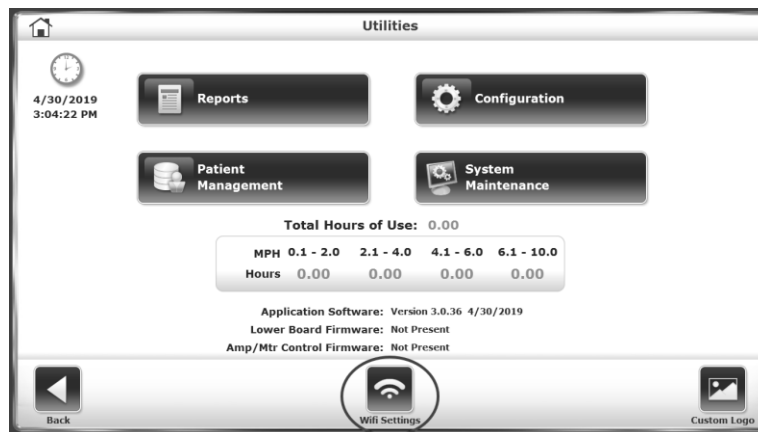 Utilities
4/30/2019
3:04:22 PM
Reports
Configuration
Patient
Management
System
Maintenance
Total Hours of Use: 0.00
MPH 0.1 - 2.0 2.1 - 4.0 4.1 - 6.0 6.1 - 10.0
Hours 0.00 0.00 0.00 0.00
Application Software: Version 3.0.36 4/30/2019
Lower Board Firmware: Not Present
Amp/Mtr Control Firmware: Not Present
Back
Wifi Settings
Custom Logo